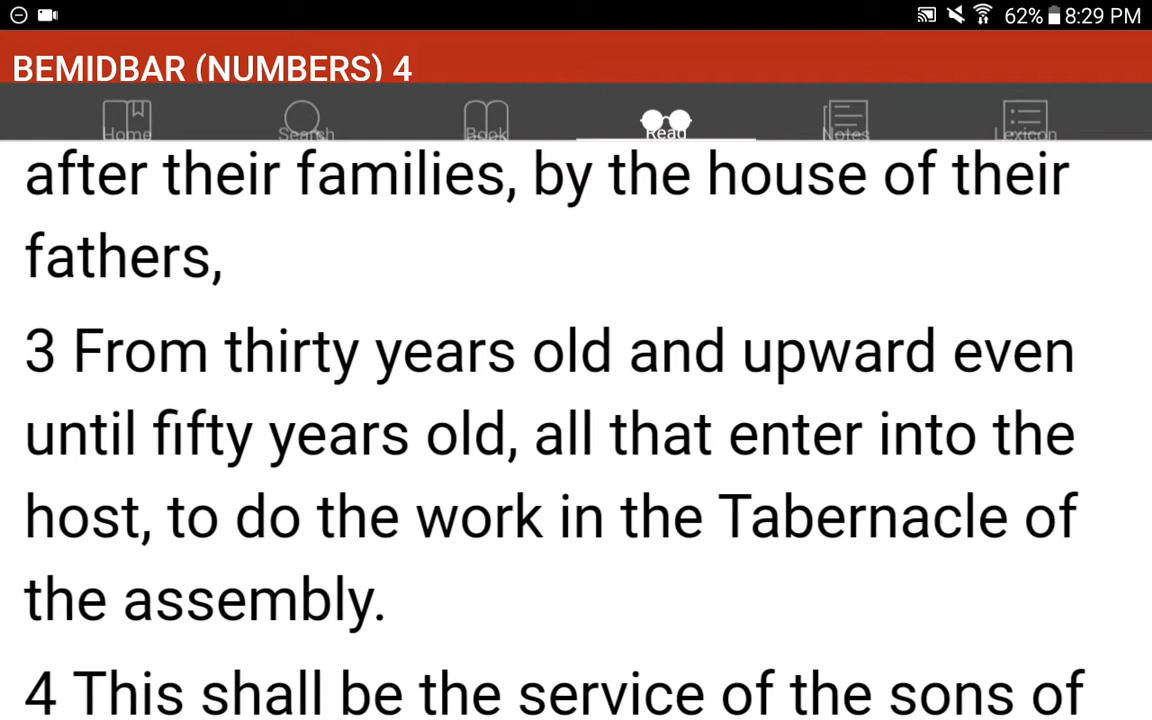 62% 8:29 PM
BEMIDBAR (NUMBERS) 4
Home Search Book Read Notes Lexicon
after their families, by the house of their
fathers,
3 From thirty years old and upward even
until fifty years old, all that enter into the
host, to do the work in the Tabernacle of
the assembly.
4 This shall be the service of the sons of